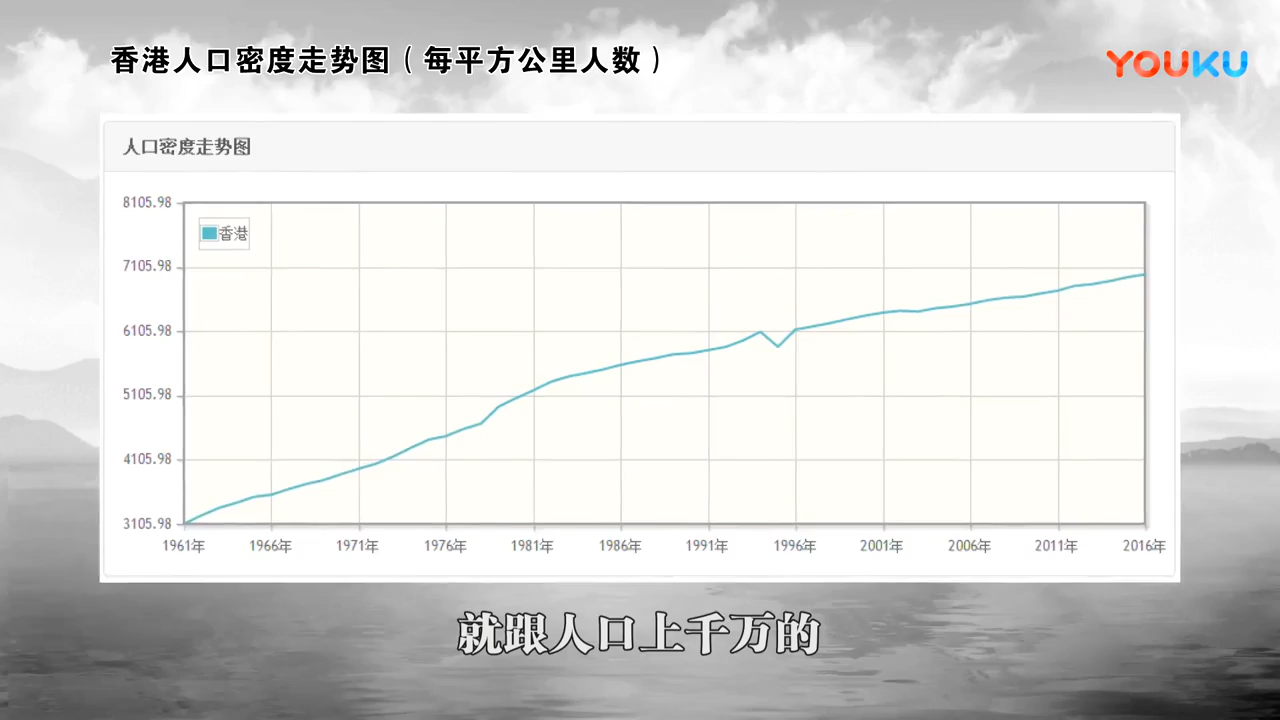 香港人口密度走势图（每平方公里人数）
YOUKU
人口密度走势图
8105.98
香港
7105.98
6105.98
5105.98
4105.98
3105.98
1961年 1966年 1971年 1976年 1981年 1986年 1991年 1996年 2001年 2006年 2011年 2016年
就跟人口上千万的